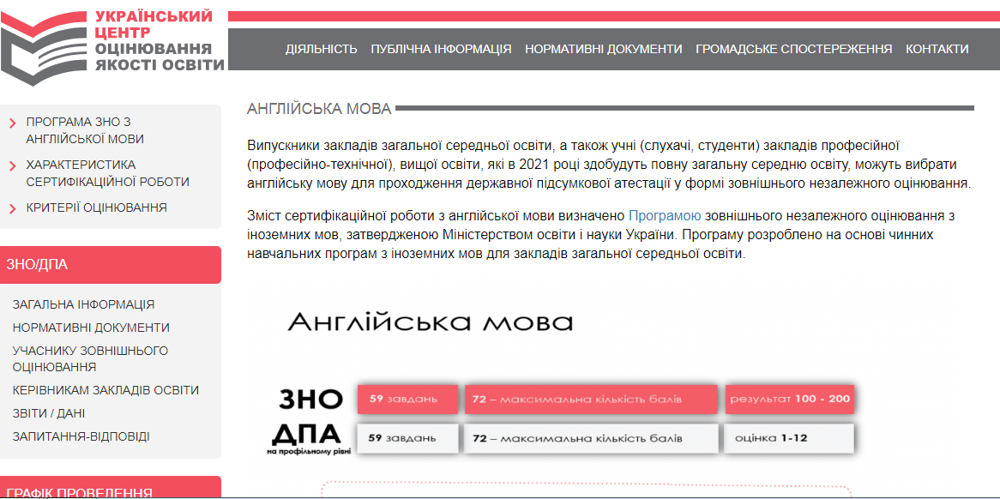 УКРАЇНСЬКИЙ
ЦЕНТР
ОЦІНЮВАННЯ
ЯКОСТІ ОСВІТИ
ДІЯЛЬНІСТЬ ПУБЛІЧНА ІНФОРМАЦІЯ НОРМАТИВНІ ДОКУМЕНТИ ГРОМАДСЬКЕ СПОСТЕРЕЖЕННЯ КОНТАКТИ
ПРОГРАМА ЗНО З
АНГЛІЙСЬКОЇ МОВИ
ХАРАКТЕРИСТИКА
СЕРТИФІКАЦІЙНОЇ РОБОТИ
КРИТЕРІЇ ОЦІНЮВАННЯ
ЗНО/ДПА
ЗАГАЛЬНА ІНФОРМАЦІЯ
НОРМАТИВНІ ДОКУМЕНТИ
УЧАСНИКУ ЗОВНІШНЬОГО
ОЦІНЮВАННЯ
КЕРІВНИКАМ ЗАКЛАДІВ ОСВІТИ
ЗВІТИ / ДАНІ
ЗАПИТАННЯ-ВІДПОВІДІ
ГРАФІК ПРОВЕДЕННЯ
АНГЛІЙСЬКА МОВА
Випускники закладів загальної середньої освіти, а також учні (слухачі, студенти) закладів професійної
(професійно-технічної), вищої освіти, які в 2021 році здобудуть повну загальну середню освіту, можуть вибрати
англійську мову для проходження державної підсумкової атестації у формі зовнішнього незалежного оцінювання.
Зміст сертифікаційної роботи з англійської мови визначено Програмою зовнішнього незалежного оцінювання з
іноземних мов, затвердженою Міністерством освіти і науки України. Програму розроблено на основі чинних
навчальних програм з іноземних мов для закладів загальної середньої освіти.
Англійська мова
ЗНО 59 завдань 72 – максимальна кількість балів результат 100 - 200
ДПА 59 завдань 72 – максимальна кількість балів оцінка 1-12
на профільному рівні